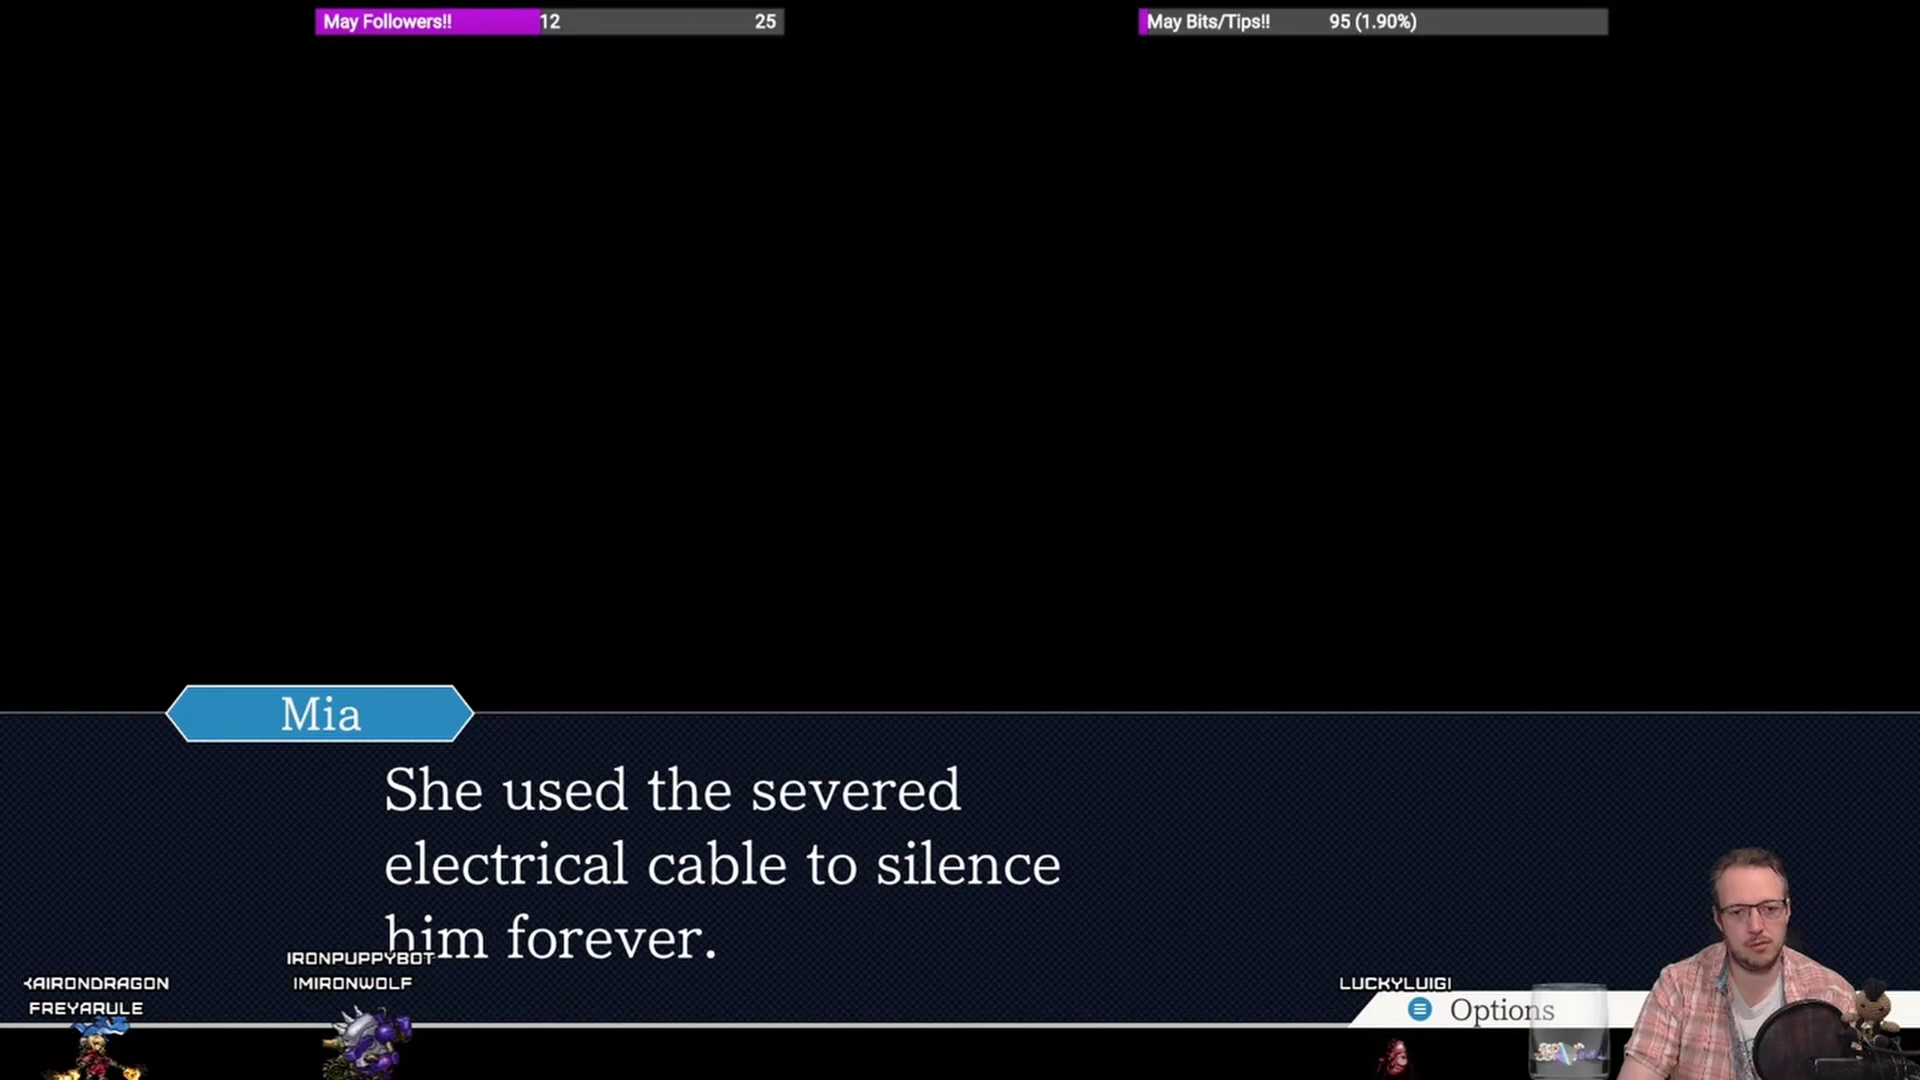 May Followers!! 12 25
May Bits/Tips!! 95 (1.90%)
Mia
She used the severed
electrical cable to silence
him forever.
IRONPUPPYBOT
IMIRONWOLF
KAIRONDRAGON
FREYARULE
LUCKYLUIGI
Options